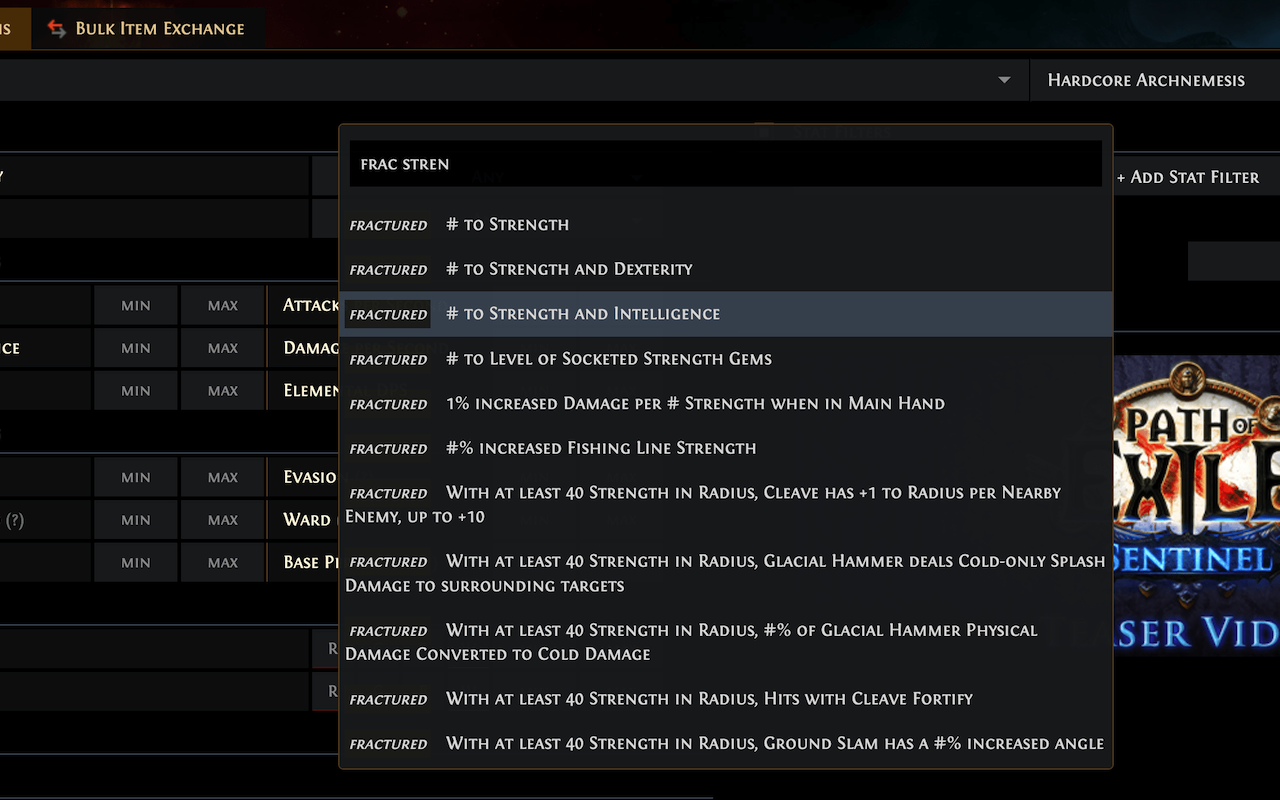 Bulk Item Exchange
Hardcore Archnemesis
FRAC STREN
+ Add Stat Filter
FRACTURED # to Strength
FRACTURED # to Strength and Dexterity
FRACTURED # to Strength and Intelligence
FRACTURED # to Level of Socketed Strength Gems
FRACTURED 1% increased Damage per # Strength when in Main Hand
FRACTURED #% increased Fishing Line Strength
FRACTURED With at least 40 Strength in Radius, Cleave has +1 to Radius per Nearby
Enemy, up to +10
FRACTURED With at least 40 Strength in Radius, Glacial Hammer deals Cold-only Splash
Damage to surrounding targets
FRACTURED With at least 40 Strength in Radius, #% of Glacial Hammer Physical
Damage Converted to Cold Damage
FRACTURED With at least 40 Strength in Radius, Hits with Cleave Fortify
FRACTURED With at least 40 Strength in Radius, Ground Slam has a #% increased angle
MIN MAX Attack
MIN MAX
MIN MAX
MIN MAX
MIN MAX Ward
(?)
MIN MAX Base
PATH OF
EXILE
SENTINEL